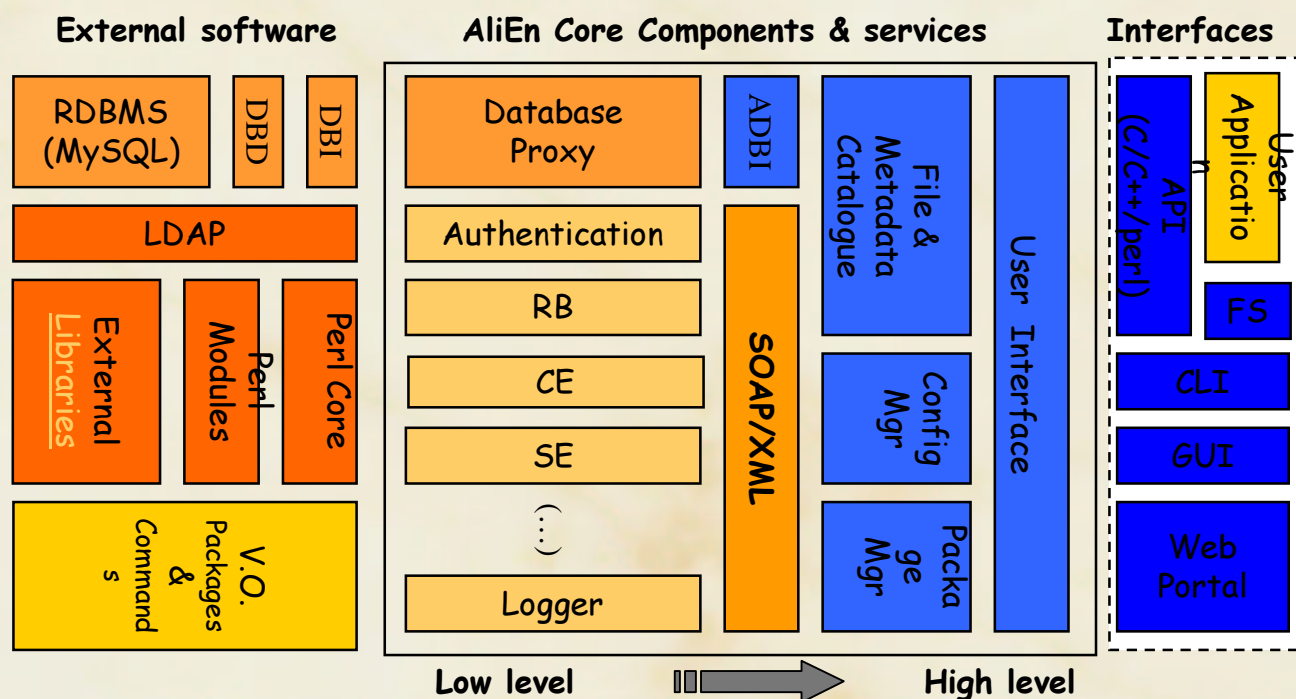 External software
AliEn Core Components & services
Interfaces
RDBMS
(MySQL)
DBD
DBI
LDAP
External
Libraries
Perl
Modules
Perl Core
V.O.
Packages
&
Command
s
Database
Proxy
Authentication
RB
CE
SE
(...)
Logger
ADBI
SOAP/XML
File &
Metadata
Catalogue
Config
Mgr
Packa
ge
Mgr
User Interface
API
(C/C++/perl)
User
Applicatio
n
FS
CLI
GUI
Web
Portal
Low level
High level